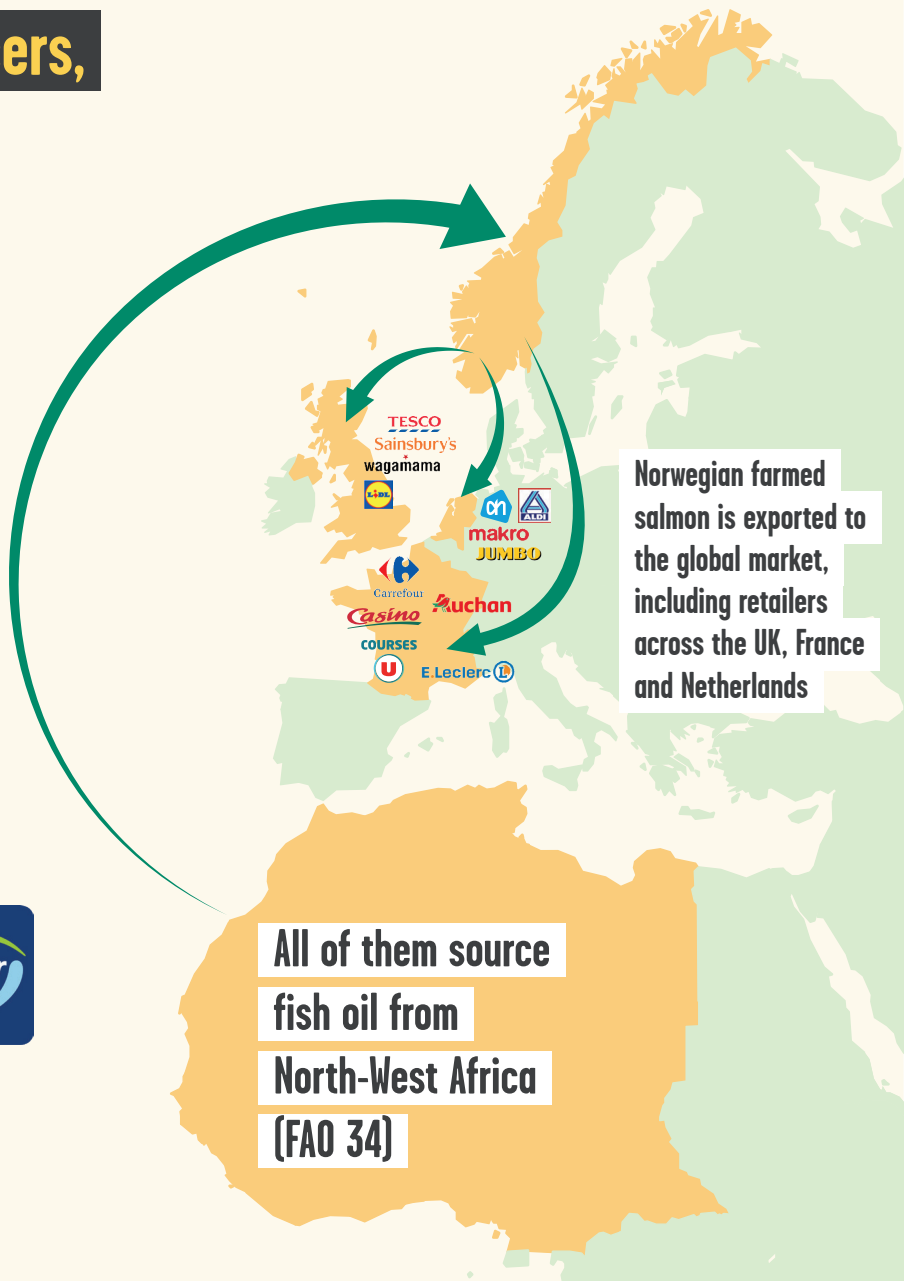 ers,
TESCO
Sainsbury's
wagamama
LIDL
ah
ALDI
makro
JUMBO
Carrefour
Auchan
Casino
COURSES
U
E.Leclerc L
Norwegian farmed
salmon is exported to
the global market,
including retailers
across the UK, France
and Netherlands
All of them source
fish oil from
North-West Africa
(FAO 34)